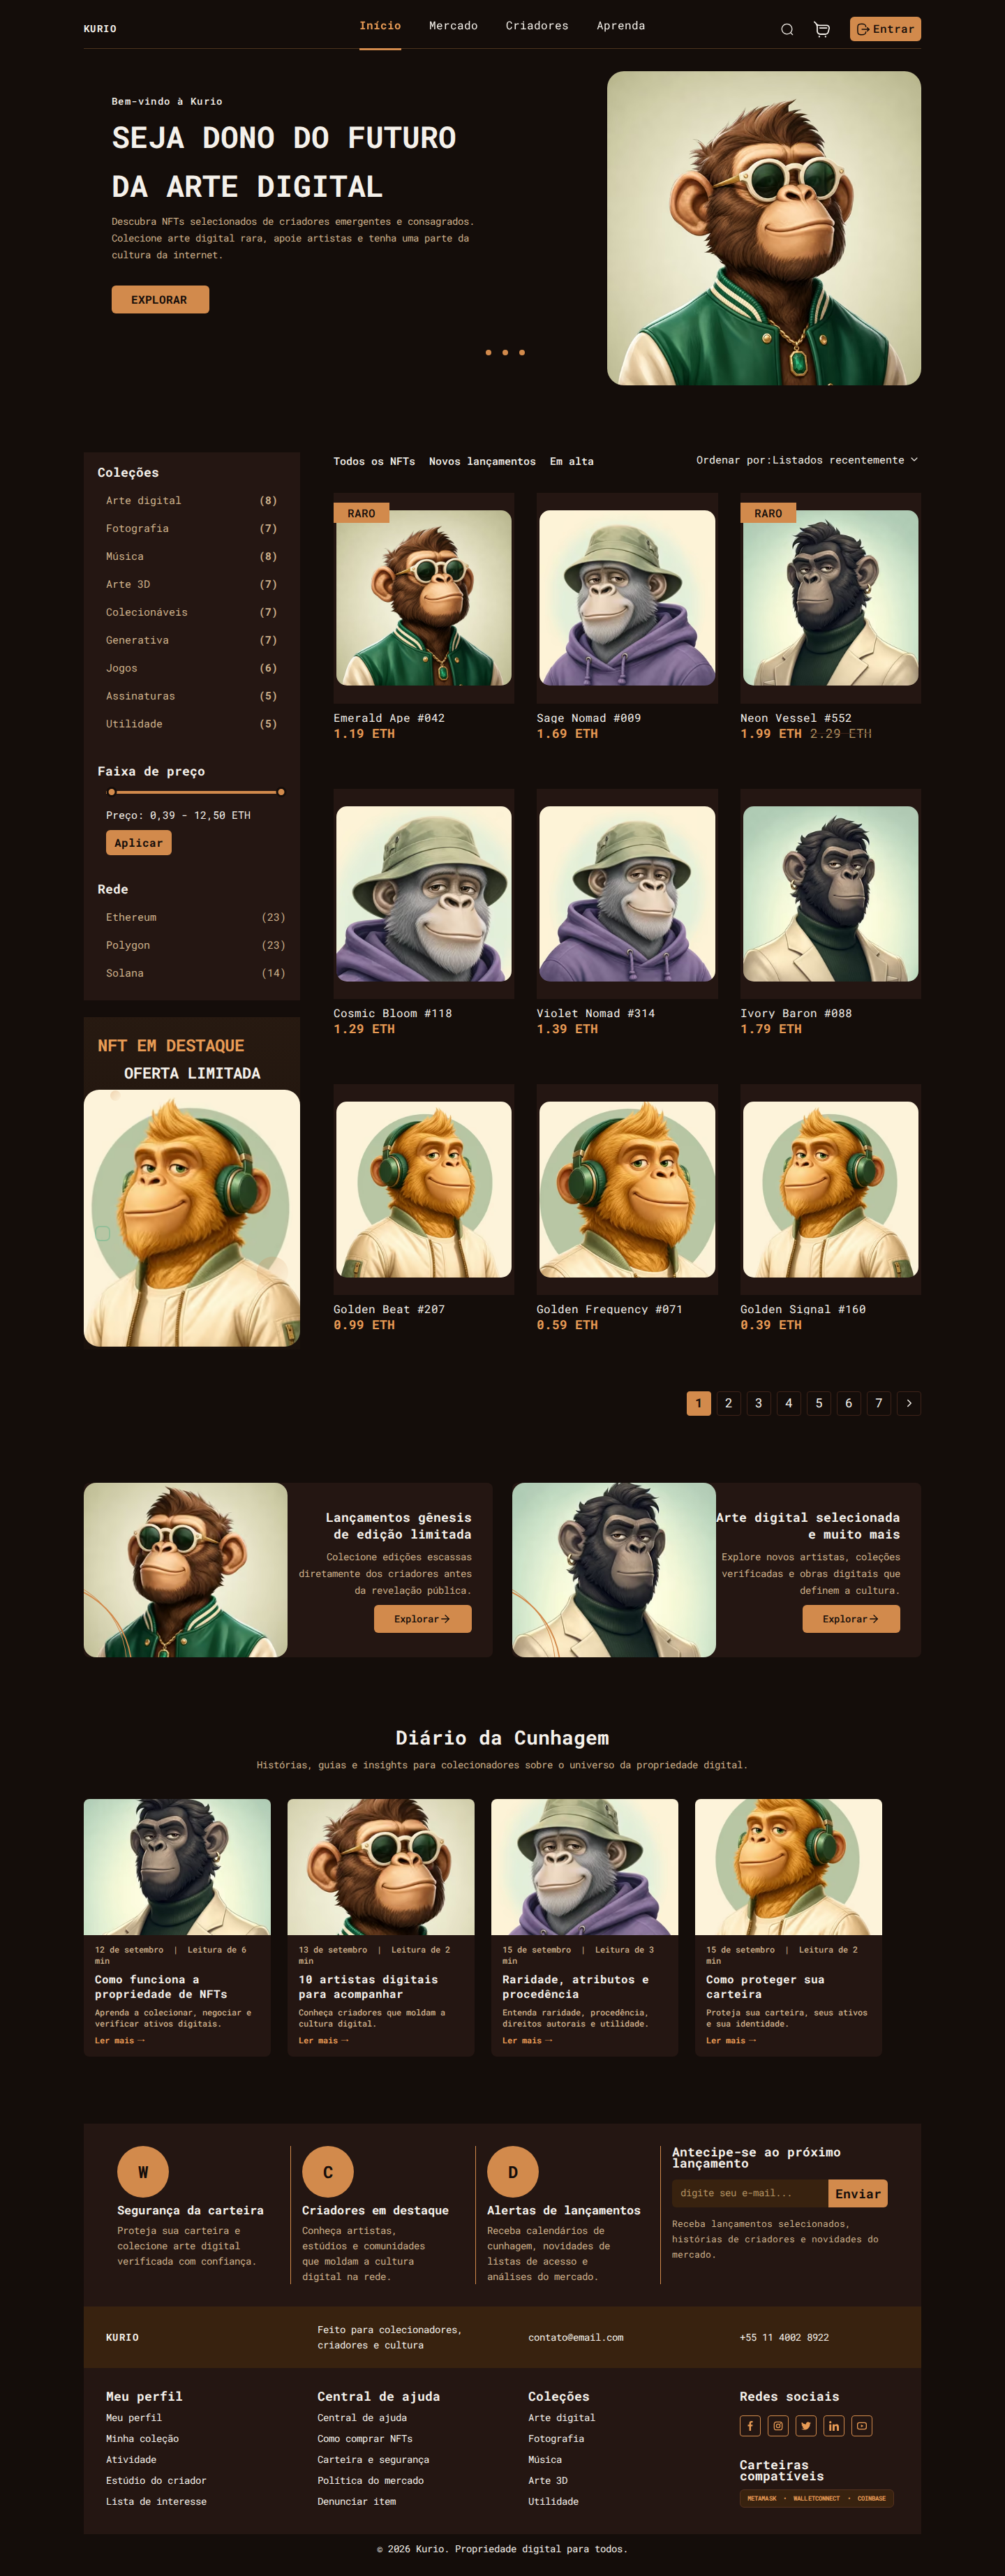 KURIO
Início
Mercado
Criadores
Aprenda
Entrar
Bem-vindo à Kurio
SEJA DONO DO FUTURO
DA ARTE DIGITAL
Descubra NFTs selecionados de criadores emergentes e consagrados.
Colecione arte digital rara, apoie artistas e tenha uma parte da
cultura da internet.
EXPLORAR
Coleções
Arte digital (8)
Fotografia (7)
Música (8)
Arte 3D (7)
Colecionáveis (7)
Generativa (7)
Jogos (6)
Assinaturas (5)
Utilidade (5)
Faixa de preço
Preço: 0,39 - 12,50 ETH
Aplicar
Rede
Ethereum (23)
Polygon (23)
Solana (14)
NFT EM DESTAQUE
OFERTA LIMITADA
Todos os NFTs
Novos lançamentos
Em alta
Ordenar por:Listados recentemente
RARO
Emerald Ape #042
1.19 ETH
Sage Nomad #009
1.69 ETH
RARO
Neon Vessel #552
1.99 ETH 2.29 ETH
Cosmic Bloom #118
1.29 ETH
Violet Nomad #314
1.39 ETH
Ivory Baron #088
1.79 ETH
Golden Beat #207
0.99 ETH
Golden Frequency #071
0.59 ETH
Golden Signal #160
0.39 ETH
1 2 3 4 5 6 7
Lançamentos gênesis
de edição limitada
Colecione edições escassas
diretamente dos criadores antes
da revelação pública.
Explorar→
Arte digital selecionada
e muito mais
Explore novos artistas, coleções
verificadas e obras digitais que
definem a cultura.
Explorar→
Diário da Cunhagem
Histórias, guias e insights para colecionadores sobre o universo da propriedade digital.
12 de setembro | Leitura de 6
min
Como funciona a
propriedade de NFTs
Aprenda a colecionar, negociar e
verificar ativos digitais.
Ler mais →
13 de setembro | Leitura de 2
min
10 artistas digitais
para acompanhar
Conheça criadores que moldam a
cultura digital.
Ler mais →
15 de setembro | Leitura de 3
min
Raridade, atributos e
procedência
Entenda raridade, procedência,
direitos autorais e utilidade.
Ler mais →
15 de setembro | Leitura de 2
min
Como proteger sua
carteira
Proteja sua carteira, seus ativos
e sua identidade.
Ler mais →
W
Segurança da carteira
Proteja sua carteira e
colecione arte digital
verificada com confiança.
C
Criadores em destaque
Conheça artistas,
estúdios e comunidades
que moldam a cultura
digital na rede.
D
Alertas de lançamentos
Receba calendários de
cunhagem, novidades de
listas de acesso e
análises do mercado.
Antecipe-se ao próximo
lançamento
digite seu e-mail...
Enviar
Receba lançamentos selecionados,
histórias de criadores e novidades do
mercado.
KURIO
Feito para colecionadores,
criadores e cultura
contato@email.com
+55 11 4002 8922
Meu perfil
Meu perfil
Minha coleção
Atividade
Estúdio do criador
Lista de interesse
Central de ajuda
Central de ajuda
Como comprar NFTs
Carteira e segurança
Política do mercado
Denunciar item
Coleções
Arte digital
Fotografia
Música
Arte 3D
Utilidade
Redes sociais
Carteiras
compatíveis
METAMASK • WALLETCONNECT • COINBASE
© 2026 Kurio. Propriedade digital para todos.